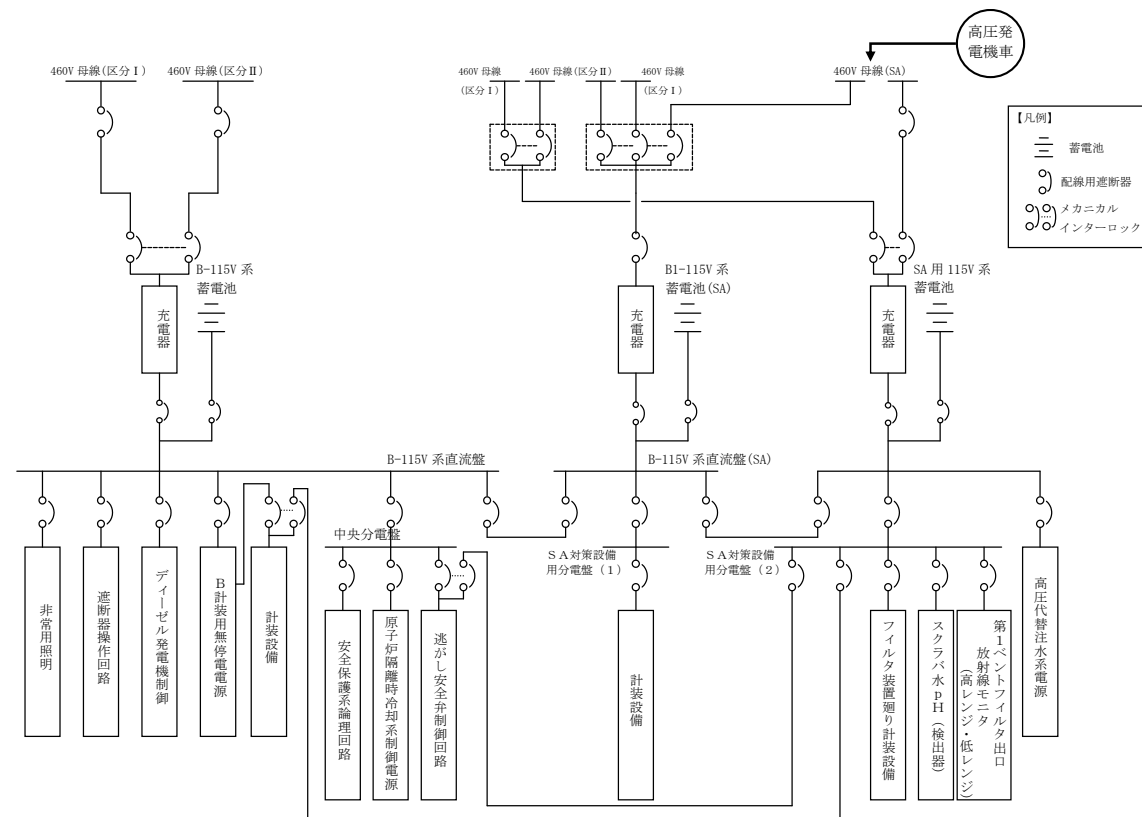 高圧発
電機車
460V 母線(区分Ⅰ)
460V 母線(区分Ⅱ)
460V 母線
(区分Ⅰ)
460V 母線(区分Ⅱ)
460V 母線
(区分Ⅰ)
460V 母線(SA)
【凡例】
蓄電池
配線用遮断器
メカニカル
インターロック
B-115V 系
蓄電池
充電器
B1-115V 系
蓄電池(SA)
充電器
SA 用 115V 系
蓄電池
充電器
B-115V 系直流盤
B-115V 系直流盤(SA)
中央分電盤
SA対策設備
用分電盤(1)
SA対策設備
用分電盤(2)
非常用照明
遮断器操作回路
ディーゼル発電機制御
B計装用無停電電源
計装設備
安全保護系論理回路
原子炉隔離時冷却系制御電源
逃がし安全弁制御回路
計装設備
フィルタ装置廻り計装設備
スクラバ水pH(検出器)
第1ベントフィルタ出口
放射線モニタ
(高レンジ・低レンジ)
高圧代替注水系電源